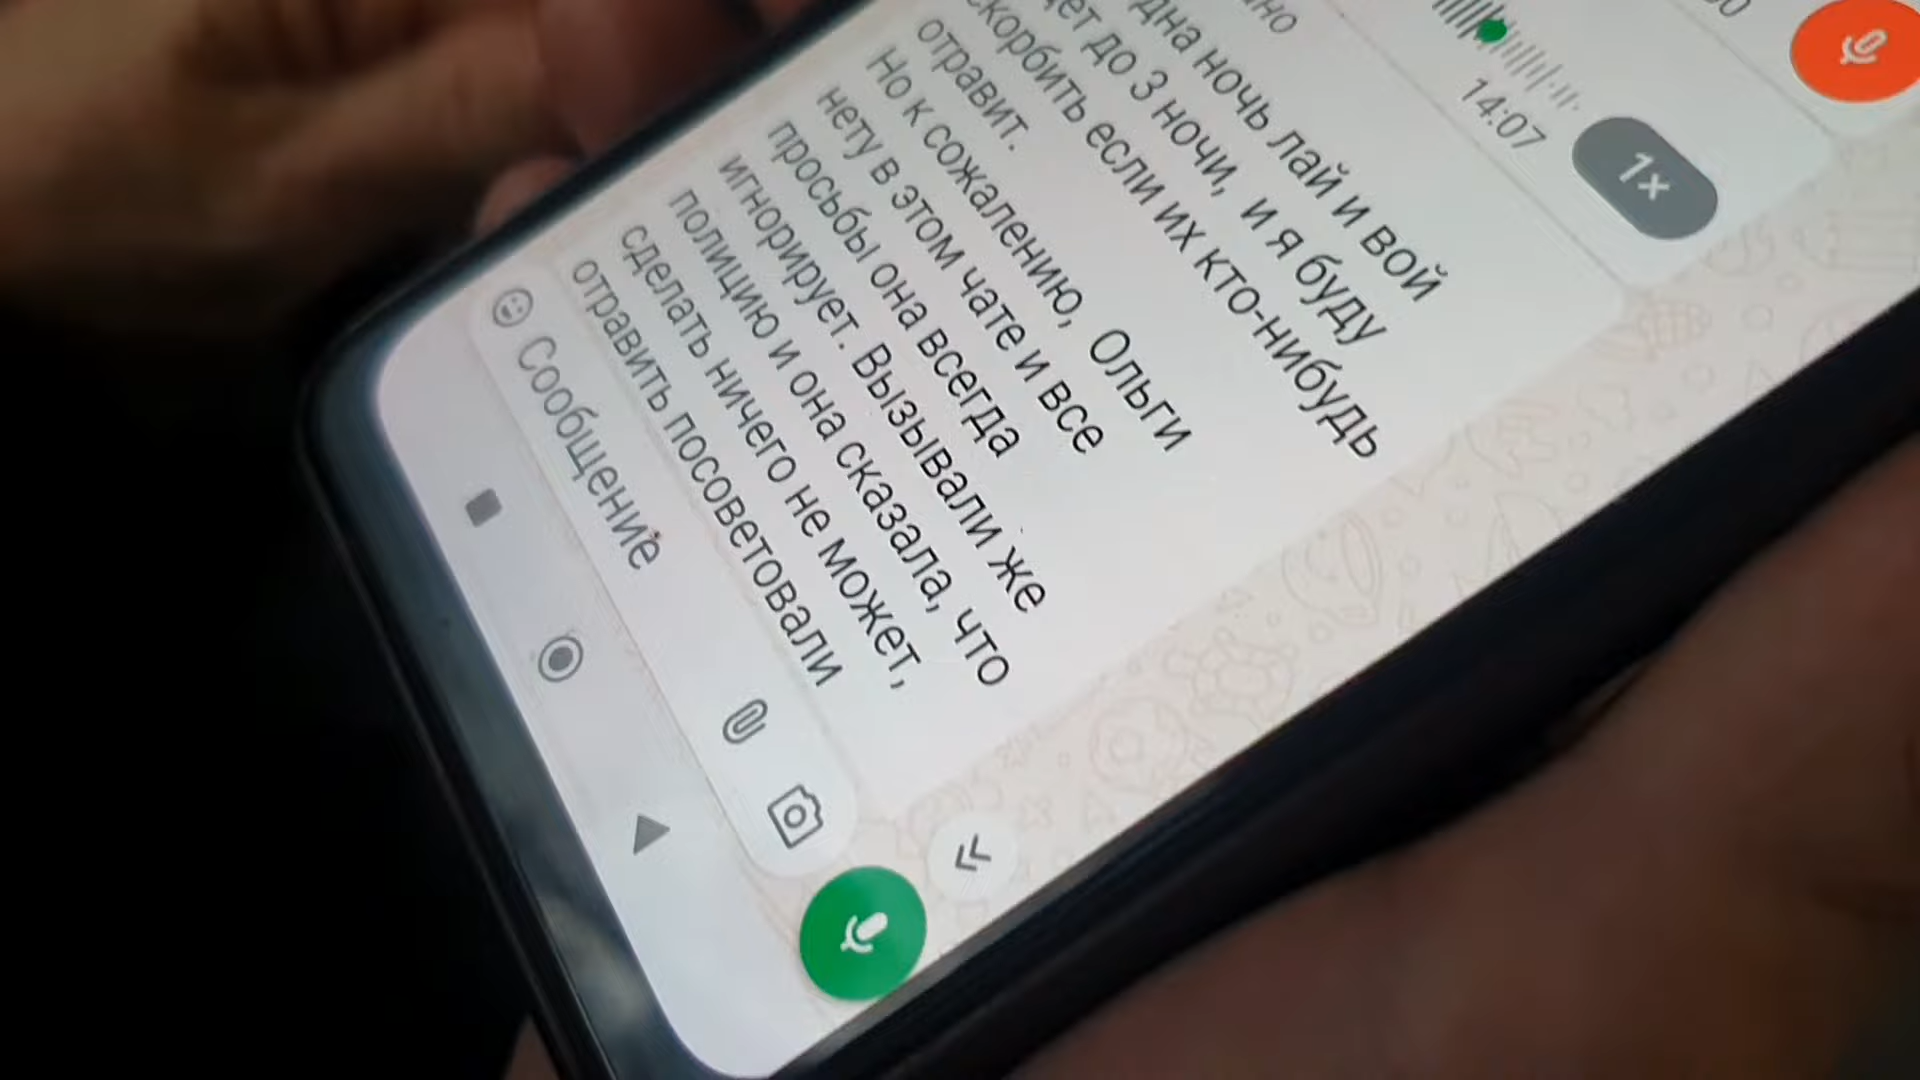 14:07
1×
дна ночь лай и вой
до 3 ночи, и я буду
скорбить если их кто-нибудь
отравит.
Но к сожалению, Ольги
нету в этом чате и все
просьбы она всегда
игнорирует. Вызывали же
полицию и она сказала, что
сделать ничего не может,
отравить посоветовали
Сообщение